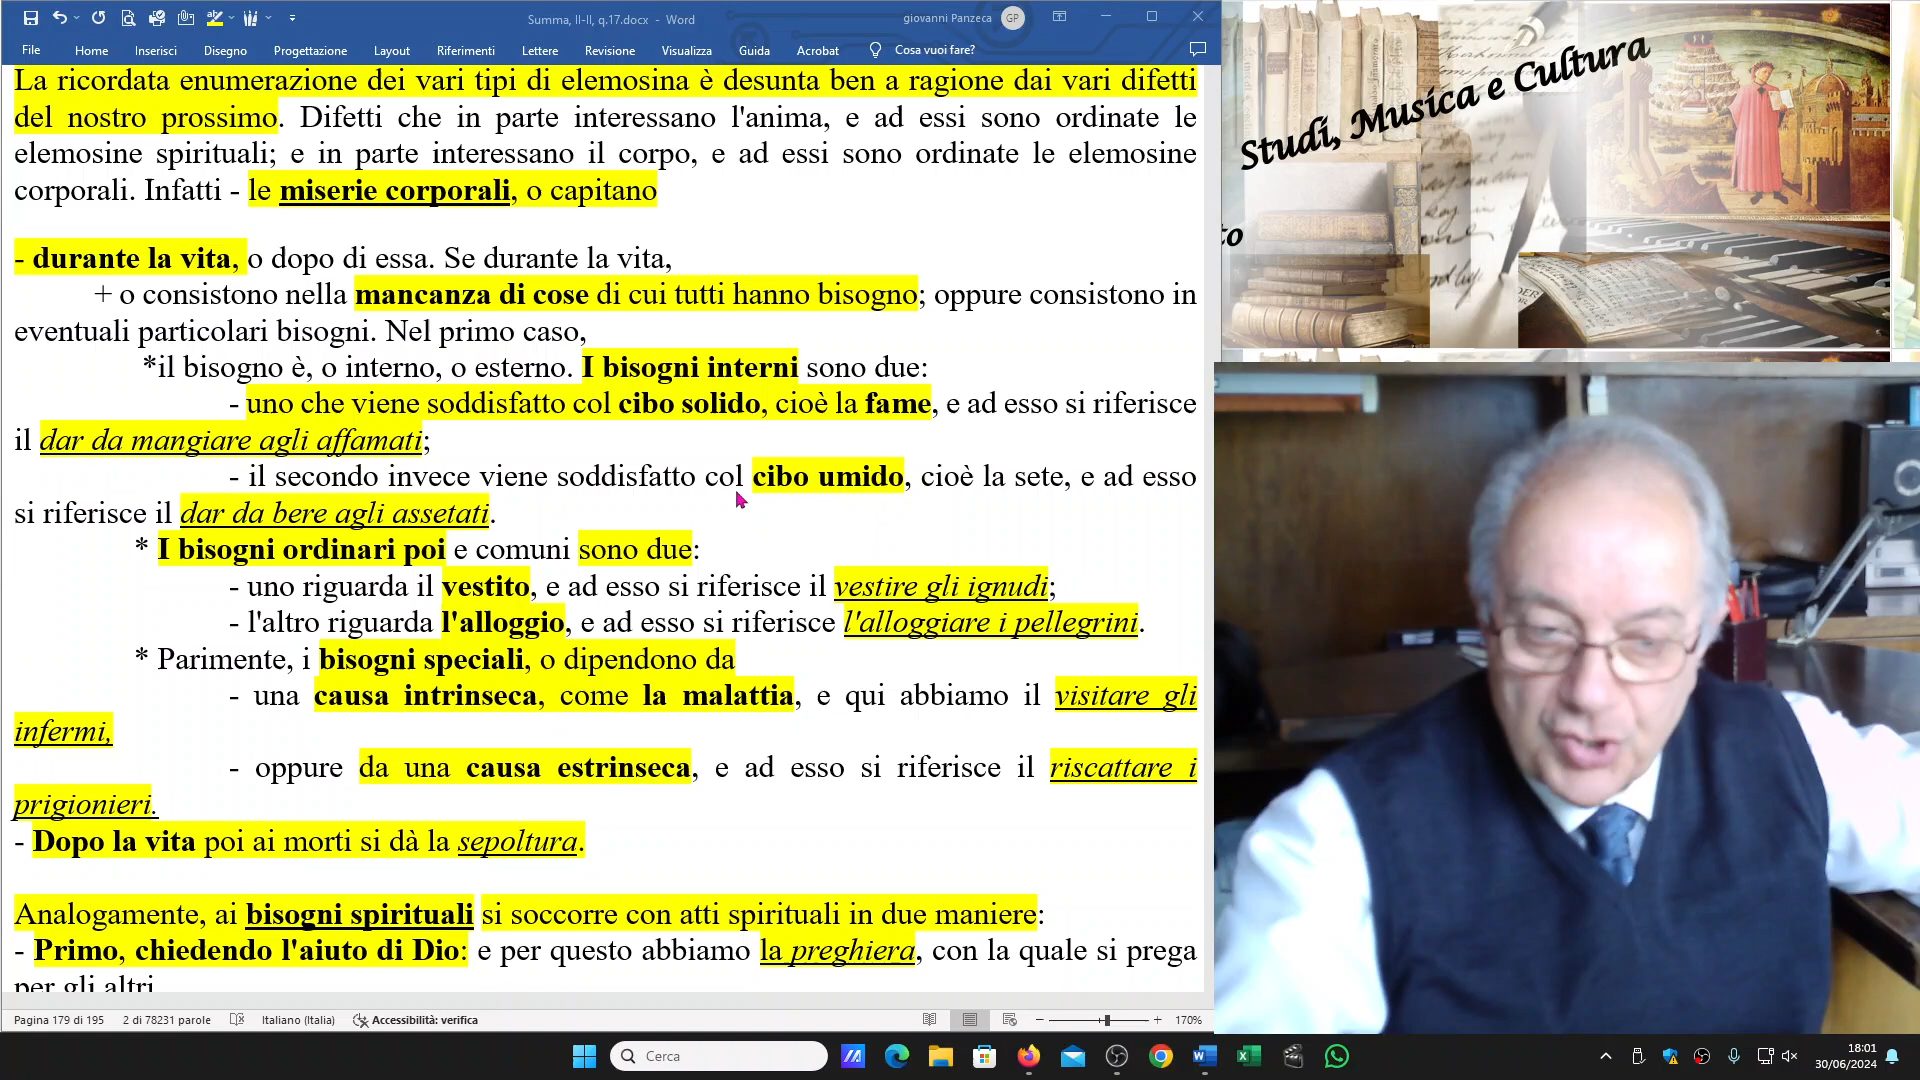 Summa, II-II, q.17.docx - Word
giovanni Panzeca
GP
File Home Inserisci Disegno Progettazione Layout Riferimenti Lettere Revisione Visualizza Guida Acrobat Cosa vuoi fare?
La ricordata enumerazione dei vari tipi di elemosina è desunta ben a ragione dai vari difetti
del nostro prossimo. Difetti che in parte interessano l'anima, e ad essi sono ordinate le
elemosine spirituali; e in parte interessano il corpo, e ad essi sono ordinate le elemosine
corporali. Infatti - le miserie corporali, o capitano
- durante la vita, o dopo di essa. Se durante la vita,
+ o consistono nella mancanza di cose di cui tutti hanno bisogno; oppure consistono in
eventuali particolari bisogni. Nel primo caso,
*il bisogno è, o interno, o esterno. I bisogni interni sono due:
- uno che viene soddisfatto col cibo solido, cioè la fame, e ad esso si riferisce
il dar da mangiare agli affamati;
- il secondo invece viene soddisfatto col cibo umido, cioè la sete, e ad esso
si riferisce il dar da bere agli assetati.
* I bisogni ordinari poi e comuni sono due:
- uno riguarda il vestito, e ad esso si riferisce il vestire gli ignudi;
- l'altro riguarda l'alloggio, e ad esso si riferisce l'alloggiare i pellegrini.
* Parimente, i bisogni speciali, o dipendono da
- una causa intrinseca, come la malattia, e qui abbiamo il visitare gli
infermi,
- oppure da una causa estrinseca, e ad esso si riferisce il riscattare i
prigionieri.
- Dopo la vita poi ai morti si dà la sepoltura.
Analogamente, ai bisogni spirituali si soccorre con atti spirituali in due maniere:
- Primo, chiedendo l'aiuto di Dio: e per questo abbiamo la preghiera, con la quale si prega
per gli altri
Pagina 179 di 195 2 di 78231 parole Italiano (Italia) Accessibilità: verifica 170%
Cerca
18:01
30/06/2024
Studi, Musica e Cultura
to